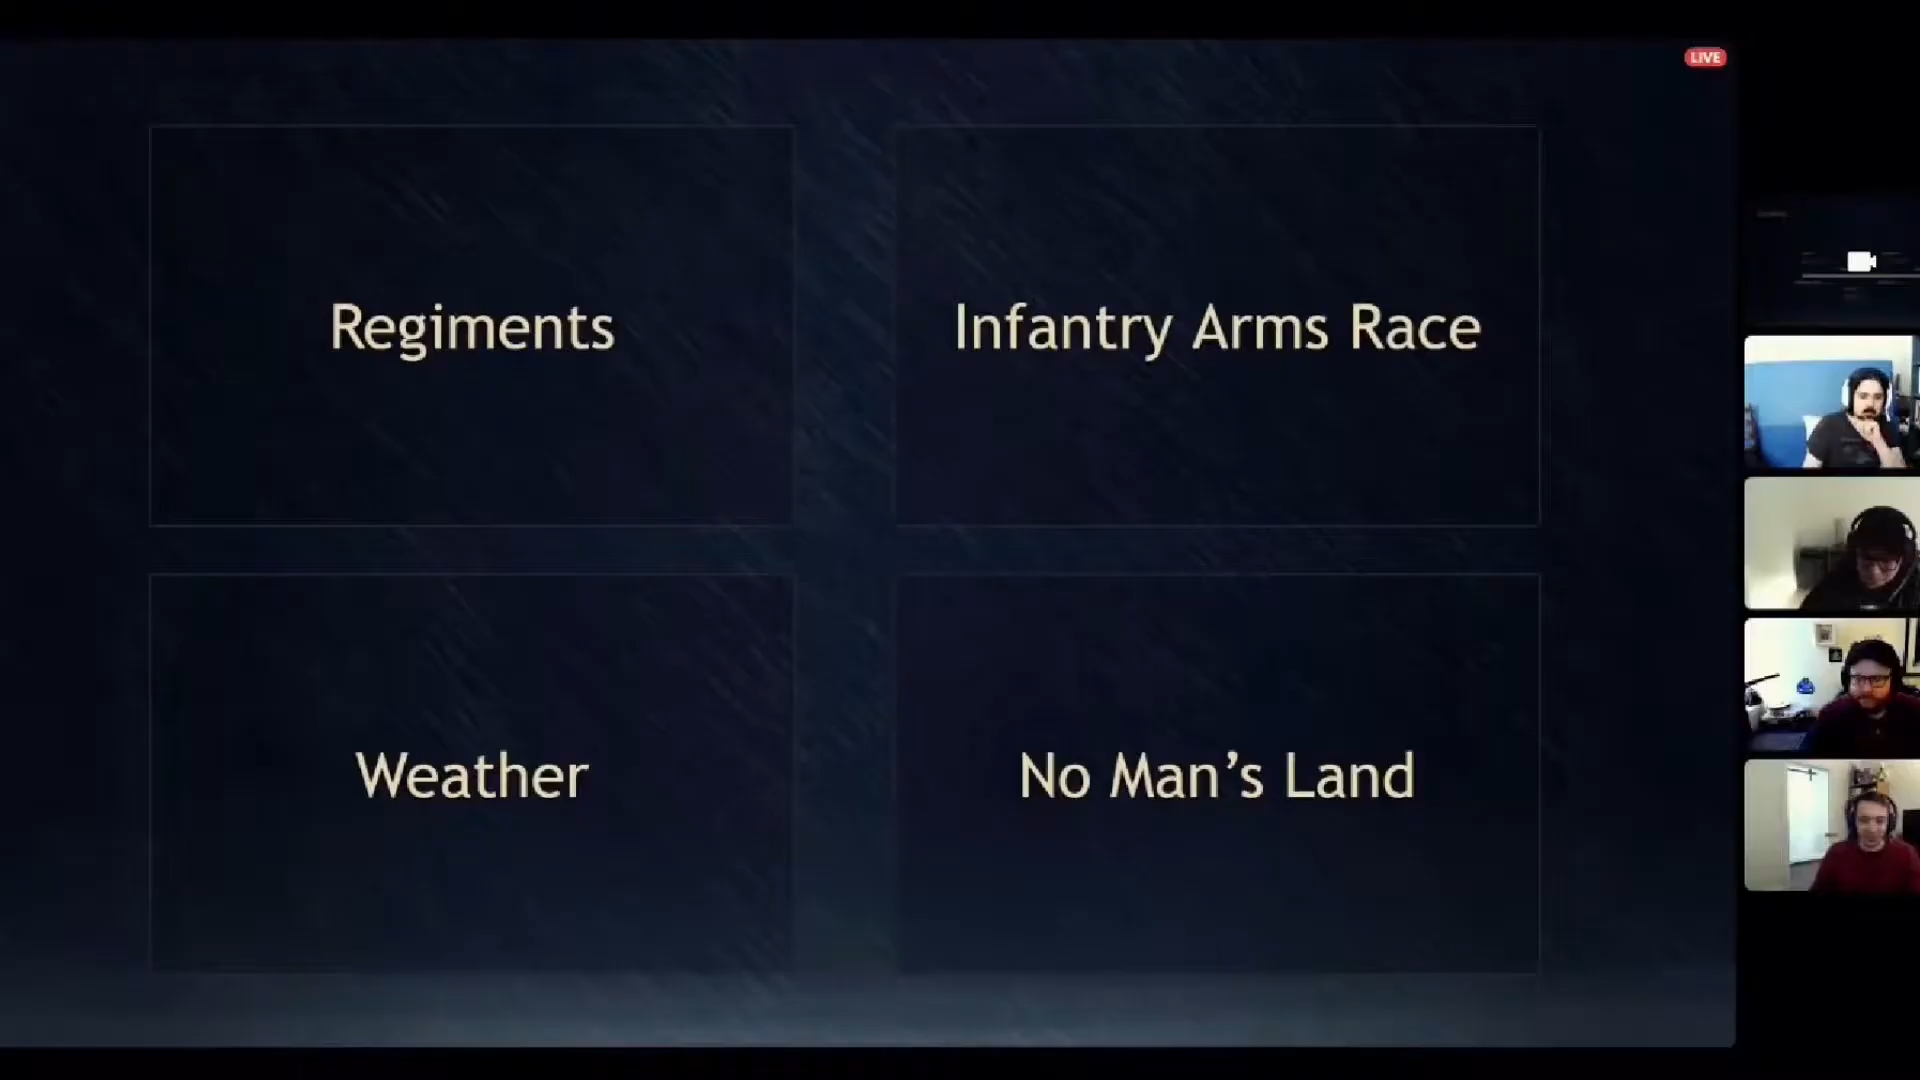 LIVE
Regiments
Infantry Arms Race
Weather
No Man’s Land